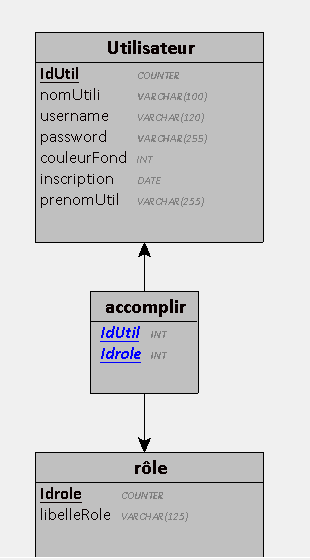 Utilisateur
IdUtil COUNTER
nomUtili VARCHAR(100)
username VARCHAR(120)
password VARCHAR(255)
couleurFond INT
inscription DATE
prenomUtil VARCHAR(255)
accomplir
IdUtil INT
Idrole INT
rôle
Idrole COUNTER
libelleRole VARCHAR(125)